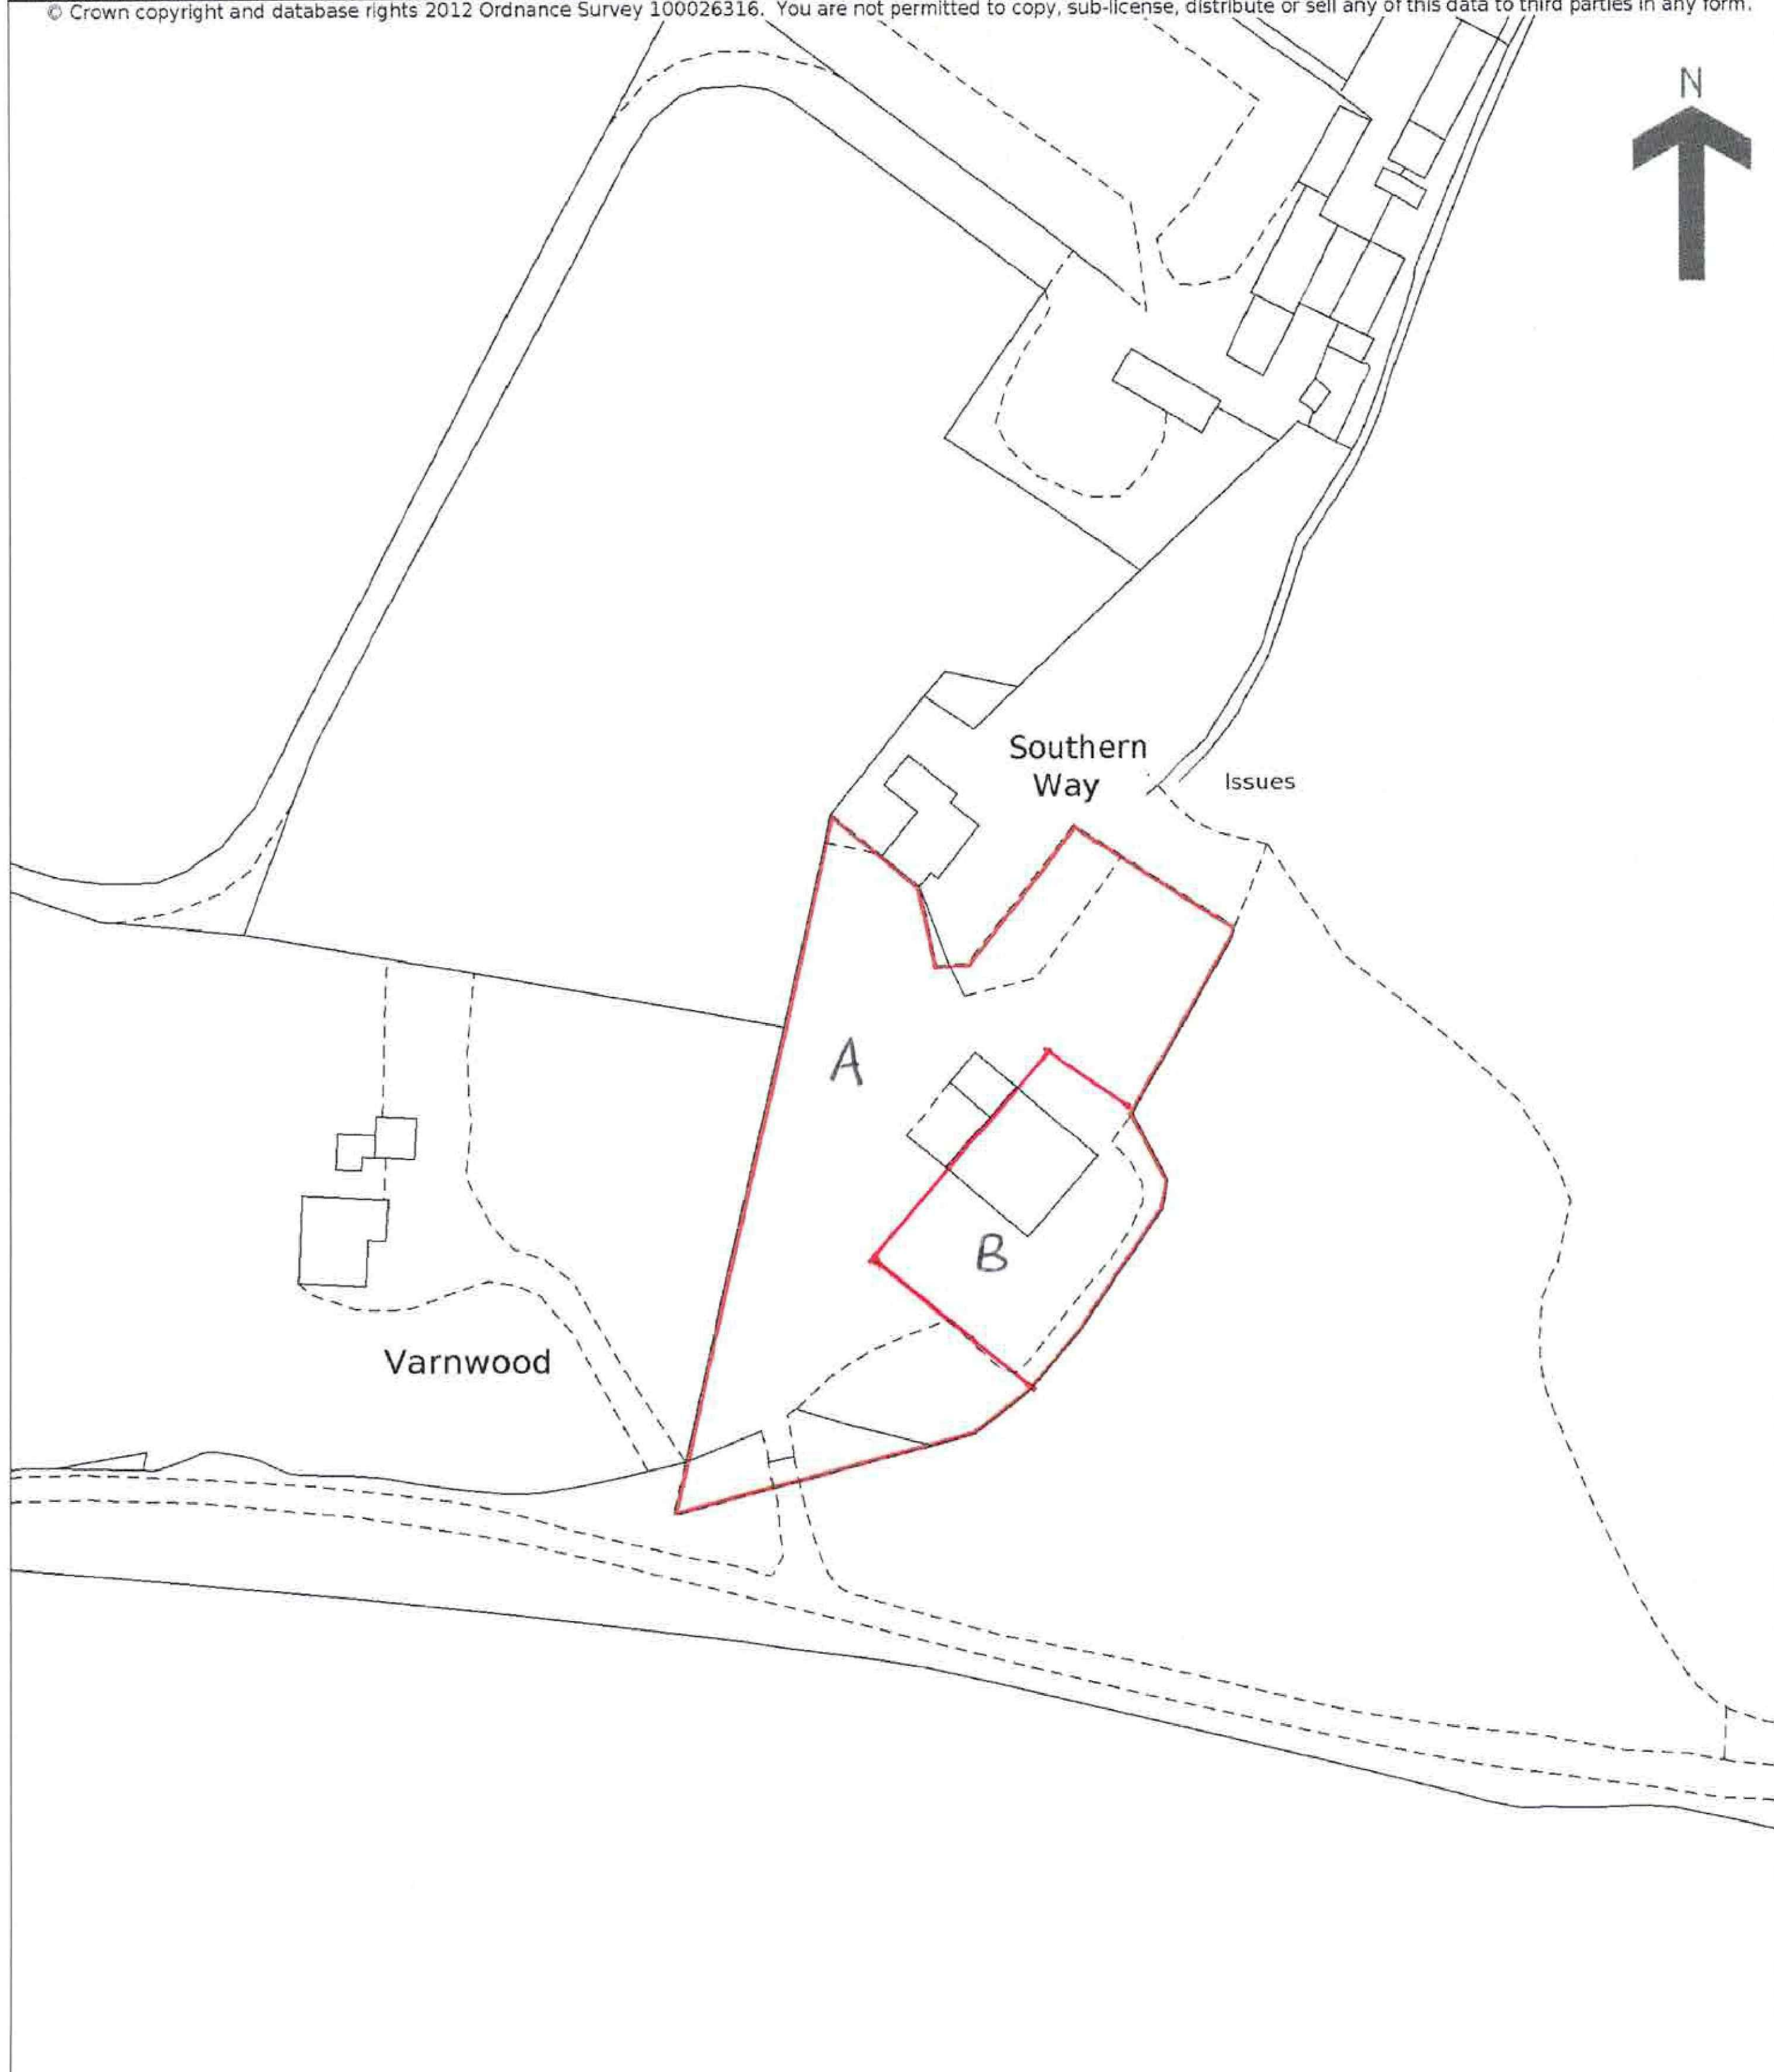 © Crown copyright and database rights 2012 Ordnance Survey 100026316. You are not permitted to copy, sub-license, distribute or sell any of this data to third parties in any form.
N
Southern
Way
Issues
A
B
Varnwood